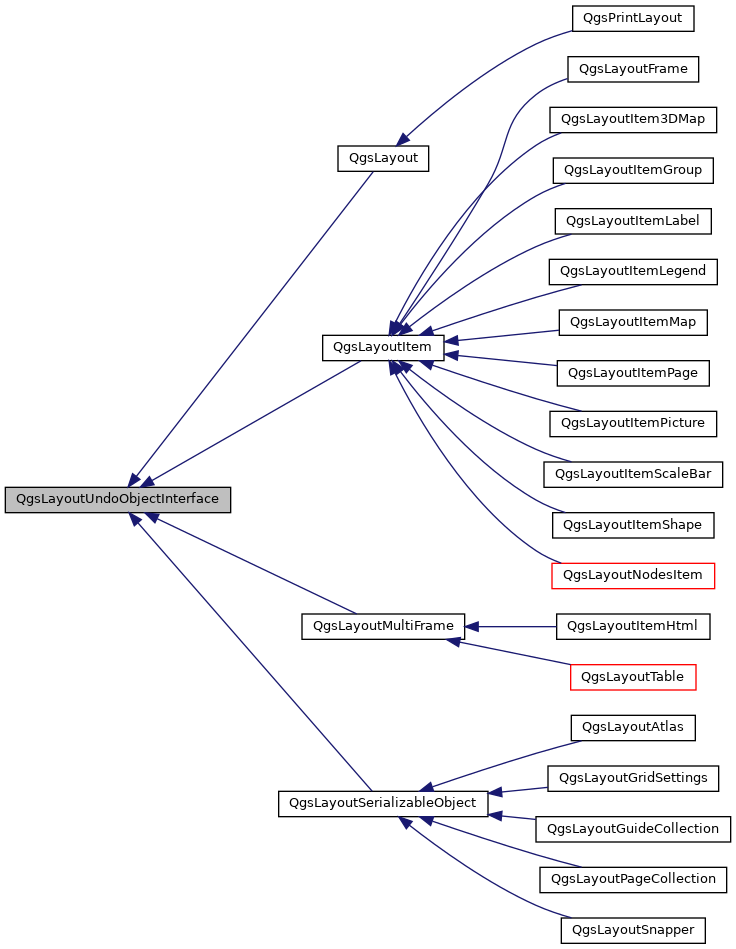 QgsPrintLayout
QgsLayoutFrame
QgsLayoutItem3DMap
QgsLayout
QgsLayoutItemGroup
QgsLayoutItemLabel
QgsLayoutItemLegend
QgsLayoutItemMap
QgsLayoutItem
QgsLayoutItemPage
QgsLayoutItemPicture
QgsLayoutItemScaleBar
QgsLayoutUndoObjectInterface
QgsLayoutItemShape
QgsLayoutNodesItem
QgsLayoutMultiFrame
QgsLayoutItemHtml
QgsLayoutTable
QgsLayoutAtlas
QgsLayoutGridSettings
QgsLayoutSerializableObject
QgsLayoutGuideCollection
QgsLayoutPageCollection
QgsLayoutSnapper